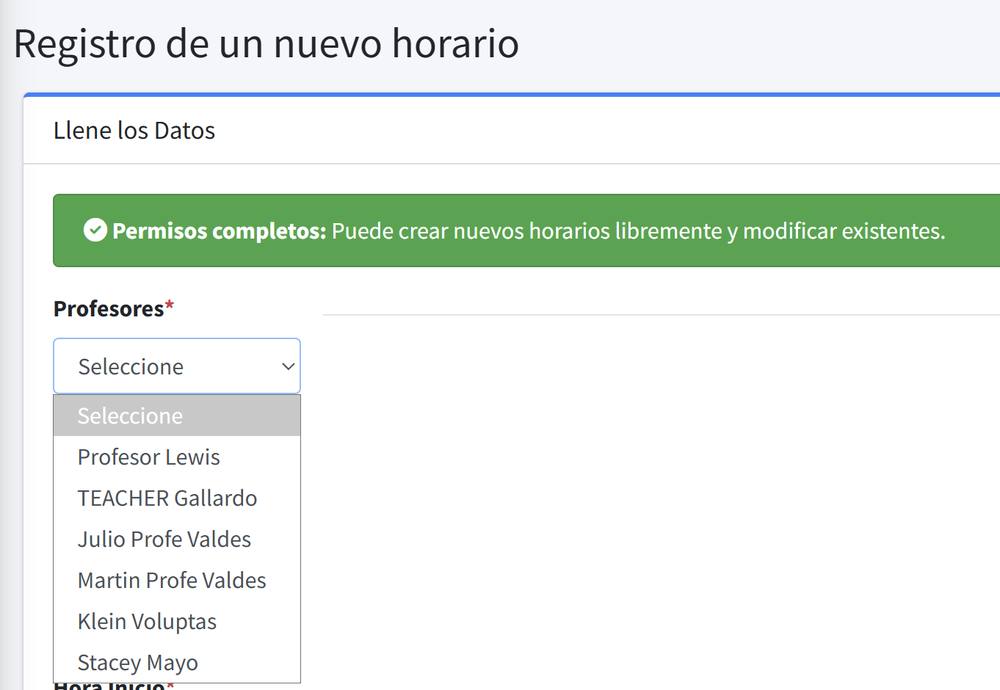 Registro de un nuevo horario
Llene los Datos
Permisos completos: Puede crear nuevos horarios libremente y modificar existentes.
Profesores*
Seleccione
Seleccione
Profesor Lewis
TEACHER Gallardo
Julio Profe Valdes
Martin Profe Valdes
Klein Voluptas
Stacey Mayo
Hora Inicio*